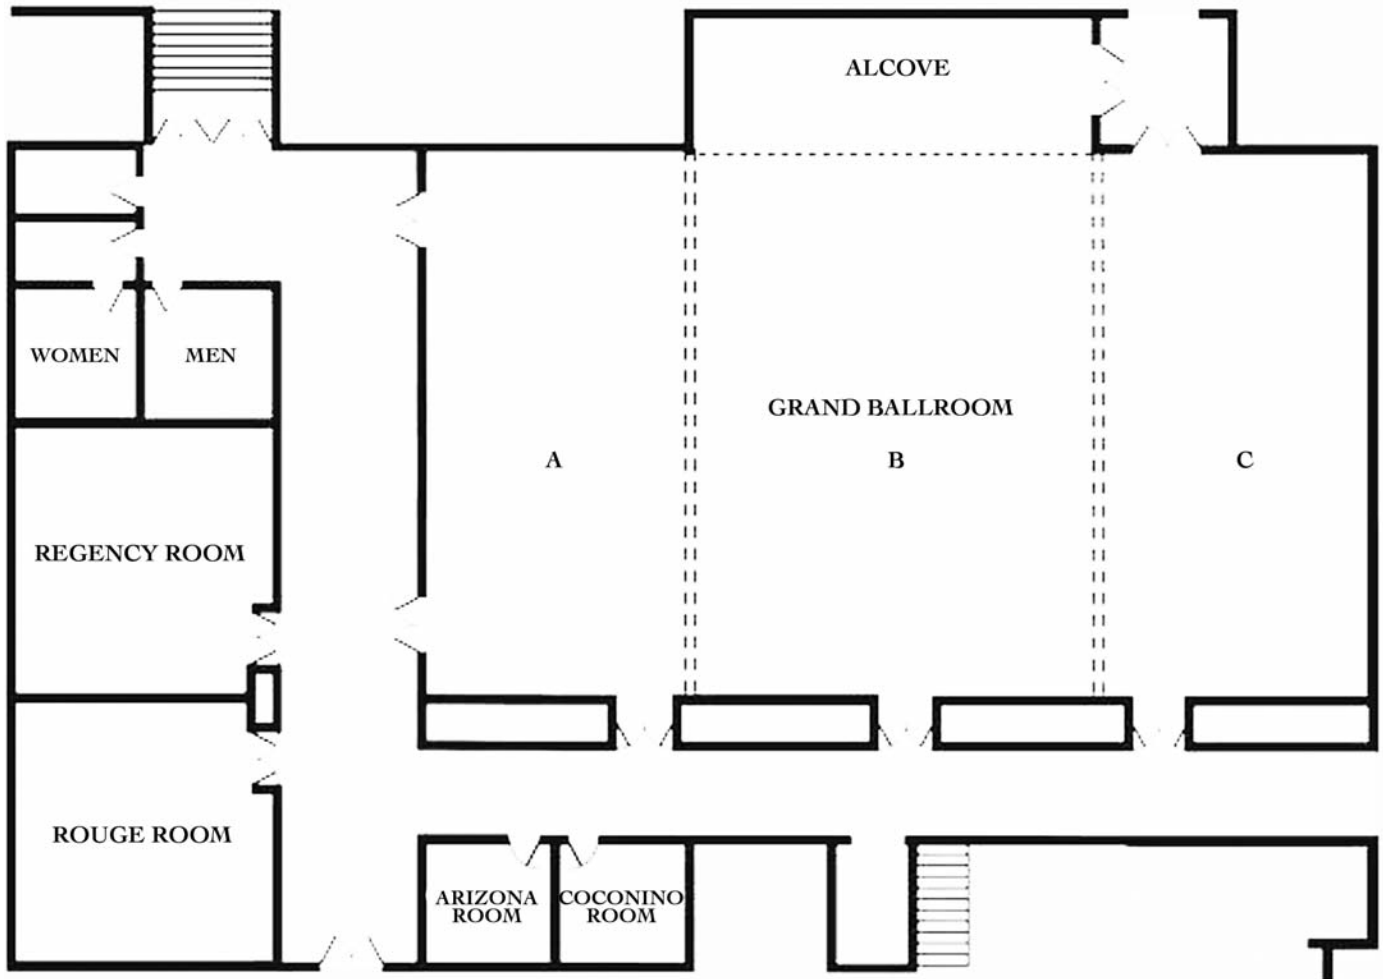 ALCOVE
WOMEN
MEN
GRAND BALLROOM
A
B
C
REGENCY ROOM
ROUGE ROOM
ARIZONA
ROOM
COCONINO
ROOM